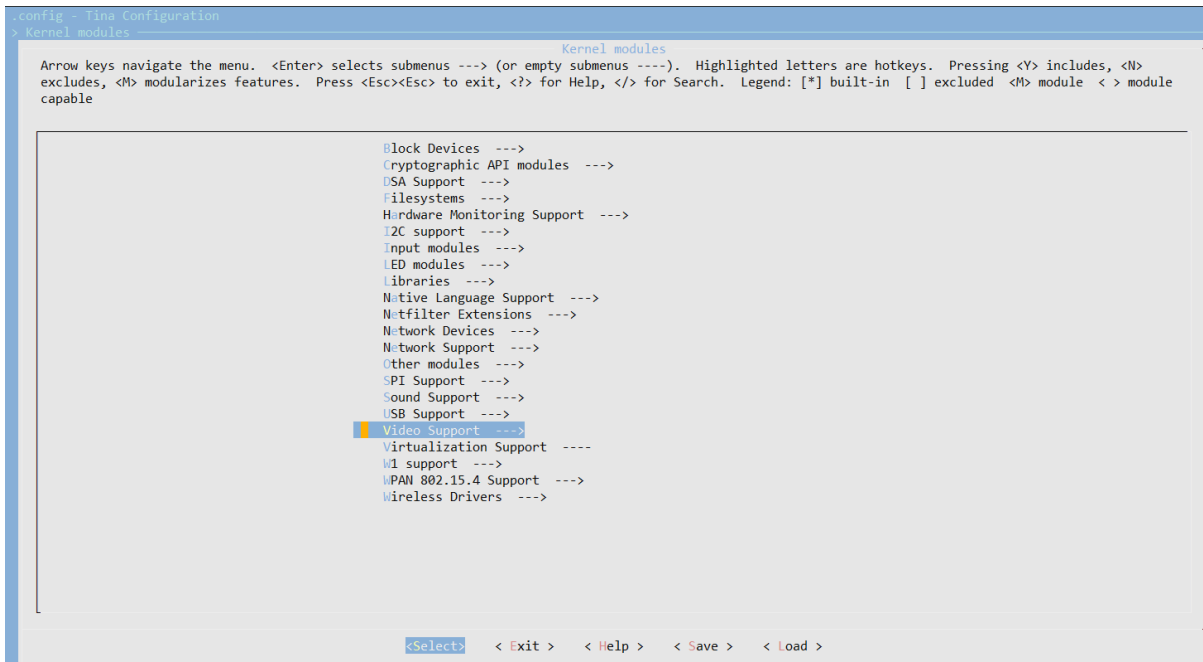 .config - Tina Configuration
> Kernel modules
Kernel modules
Arrow keys navigate the menu.  <Enter> selects submenus ---> (or empty submenus ----).  Highlighted letters are hotkeys.  Pressing <Y> includes, <N>
excludes, <M> modularizes features.  Press <Esc><Esc> to exit, <?> for Help, </> for Search.  Legend: [*] built-in  [ ] excluded  <M> module  < > module
capable
Block Devices  --->
Cryptographic API modules  --->
DSA Support  --->
Filesystems  --->
Hardware Monitoring Support  --->
I2C support  --->
Input modules  --->
LED modules  --->
Libraries  --->
Native Language Support  --->
Netfilter Extensions  --->
Network Devices  --->
Network Support  --->
Other modules  --->
SPI Support  --->
Sound Support  --->
USB Support  --->
Video Support  --->
Virtualization Support  ----
W1 support  --->
WPAN 802.15.4 Support  --->
Wireless Drivers  --->
<Select>    < Exit >    < Help >    < Save >    < Load >